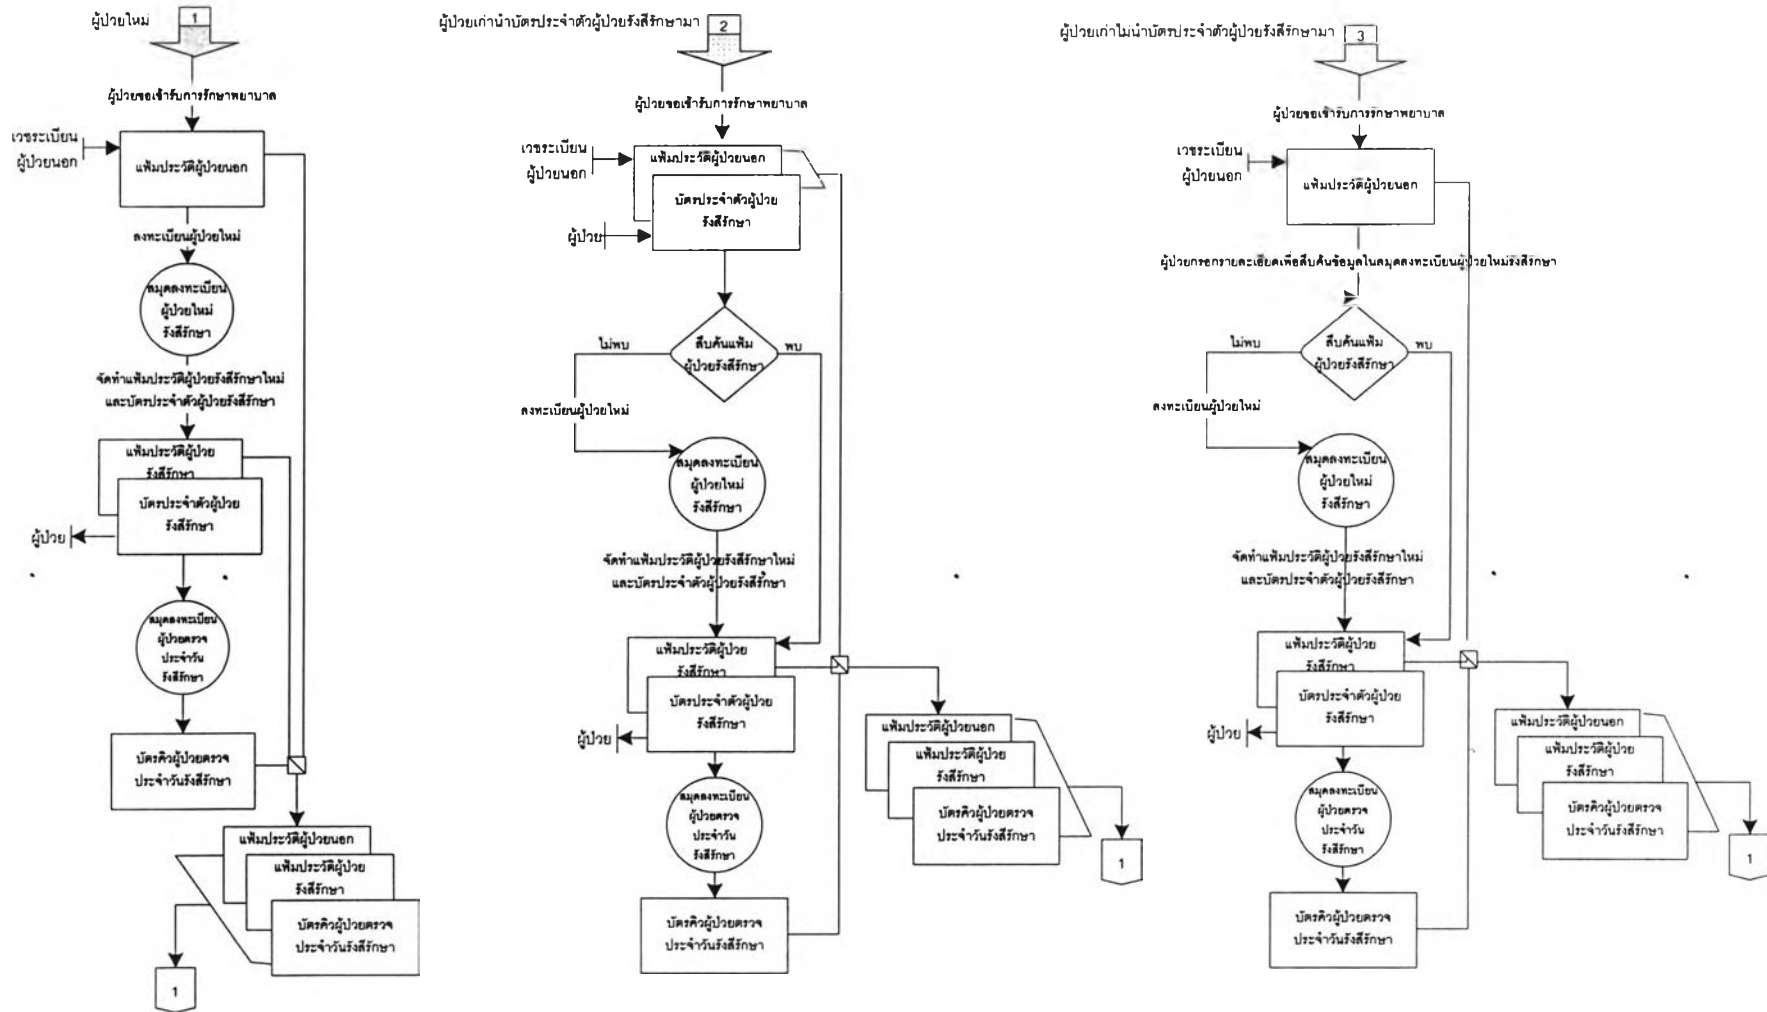 ผู้ป่วยใหม่
1
ผู้ป่วยขอเข้ารับการรักษาพยาบาล
เวชระเบียน
ผู้ป่วยนอก
แฟ้มประวัติผู้ป่วยนอก
ลงทะเบียนผู้ป่วยใหม่
สมุดลงทะเบียน
ผู้ป่วยใหม่
รังสีรักษา
จัดทำแฟ้มประวัติผู้ป่วยรังสีรักษาใหม่
และบัตรประจำตัวผู้ป่วยรังสีรักษา
แฟ้มประวัติผู้ป่วย
รังสีรักษา
บัตรประจำตัวผู้ป่วย
รังสีรักษา
ผู้ป่วย
สมุดลงทะเบียน
ผู้ป่วยตรวจ
ประจำวัน
รังสีรักษา
บัตรคิวผู้ป่วยตรวจ
ประจำวันรังสีรักษา
แฟ้มประวัติผู้ป่วยนอก
แฟ้มประวัติผู้ป่วย
รังสีรักษา
บัตรคิวผู้ป่วยตรวจ
ประจำวันรังสีรักษา
1
ผู้ป่วยเก่านำบัตรประจำตัวผู้ป่วยรังสีรักษามา
2
ผู้ป่วยขอเข้ารับการรักษาพยาบาล
เวชระเบียน
ผู้ป่วยนอก
แฟ้มประวัติผู้ป่วยนอก
บัตรประจำตัวผู้ป่วย
รังสีรักษา
ผู้ป่วย
สืบค้นแฟ้ม
ผู้ป่วยรังสีรักษา
ไม่พบ
พบ
ลงทะเบียนผู้ป่วยใหม่
สมุดลงทะเบียน
ผู้ป่วยใหม่
รังสีรักษา
จัดทำแฟ้มประวัติผู้ป่วยรังสีรักษาใหม่
และบัตรประจำตัวผู้ป่วยรังสีรักษา
แฟ้มประวัติผู้ป่วย
รังสีรักษา
บัตรประจำตัวผู้ป่วย
รังสีรักษา
ผู้ป่วย
สมุดลงทะเบียน
ผู้ป่วยตรวจ
ประจำวัน
รังสีรักษา
บัตรคิวผู้ป่วยตรวจ
ประจำวันรังสีรักษา
แฟ้มประวัติผู้ป่วยนอก
แฟ้มประวัติผู้ป่วย
รังสีรักษา
บัตรคิวผู้ป่วยตรวจ
ประจำวันรังสีรักษา
1
ผู้ป่วยเก่าไม่นำบัตรประจำตัวผู้ป่วยรังสีรักษามา
3
ผู้ป่วยขอเข้ารับการรักษาพยาบาล
เวชระเบียน
ผู้ป่วยนอก
แฟ้มประวัติผู้ป่วยนอก
ผู้ป่วยกรอกรายละเอียดเพื่อสืบค้นข้อมูลในสมุดลงทะเบียนผู้ป่วยใหม่รังสีรักษา
สืบค้นแฟ้ม
ผู้ป่วยรังสีรักษา
ไม่พบ
พบ
ลงทะเบียนผู้ป่วยใหม่
สมุดลงทะเบียน
ผู้ป่วยใหม่
รังสีรักษา
จัดทำแฟ้มประวัติผู้ป่วยรังสีรักษาใหม่
และบัตรประจำตัวผู้ป่วยรังสีรักษา
แฟ้มประวัติผู้ป่วย
รังสีรักษา
บัตรประจำตัวผู้ป่วย
รังสีรักษา
ผู้ป่วย
สมุดลงทะเบียน
ผู้ป่วยตรวจ
ประจำวัน
รังสีรักษา
บัตรคิวผู้ป่วยตรวจ
ประจำวันรังสีรักษา
แฟ้มประวัติผู้ป่วยนอก
แฟ้มประวัติผู้ป่วย
รังสีรักษา
บัตรคิวผู้ป่วยตรวจ
ประจำวันรังสีรักษา
1